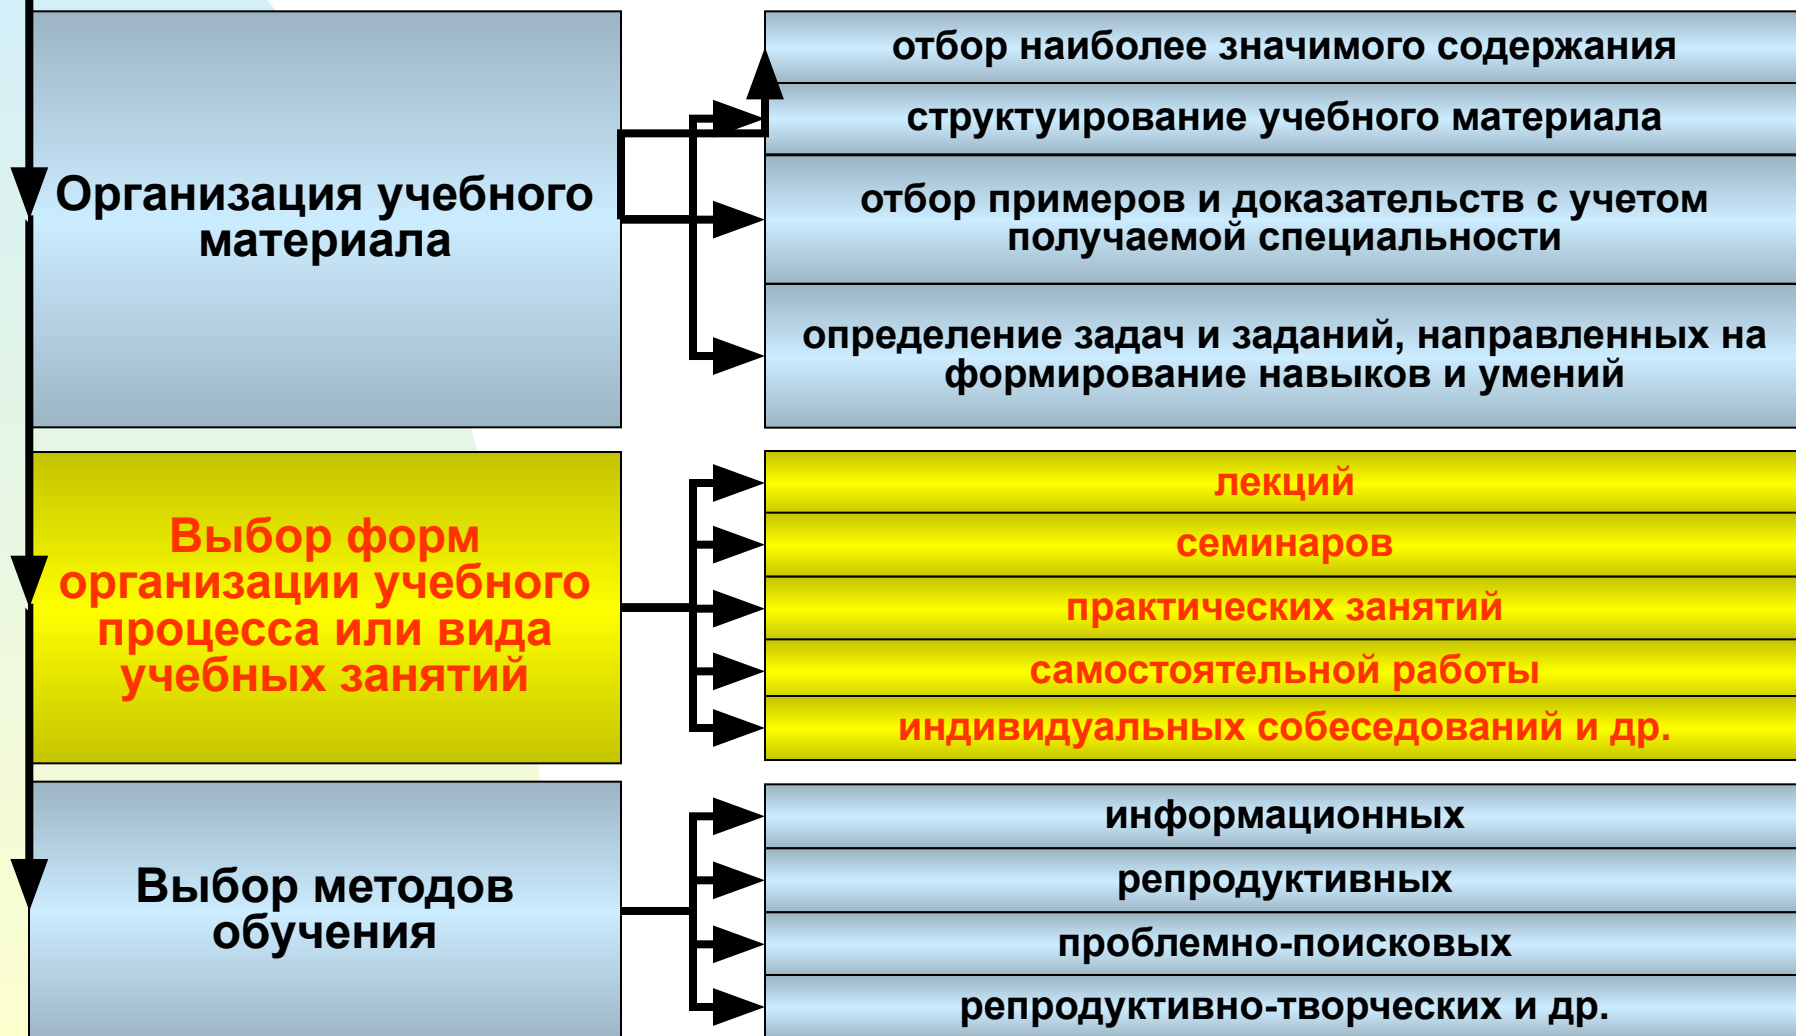 Организация учебного
материала
отбор наиболее значимого содержания
структуирование учебного материала
отбор примеров и доказательств с учетом
получаемой специальности
определение задач и заданий, направленных на
формирование навыков и умений
Выбор форм
организации учебного
процесса или вида
учебных занятий
лекций
семинаров
практических занятий
самостоятельной работы
индивидуальных собеседований и др.
Выбор методов
обучения
информационных
репродуктивных
проблемно-поисковых
репродуктивно-творческих и др.